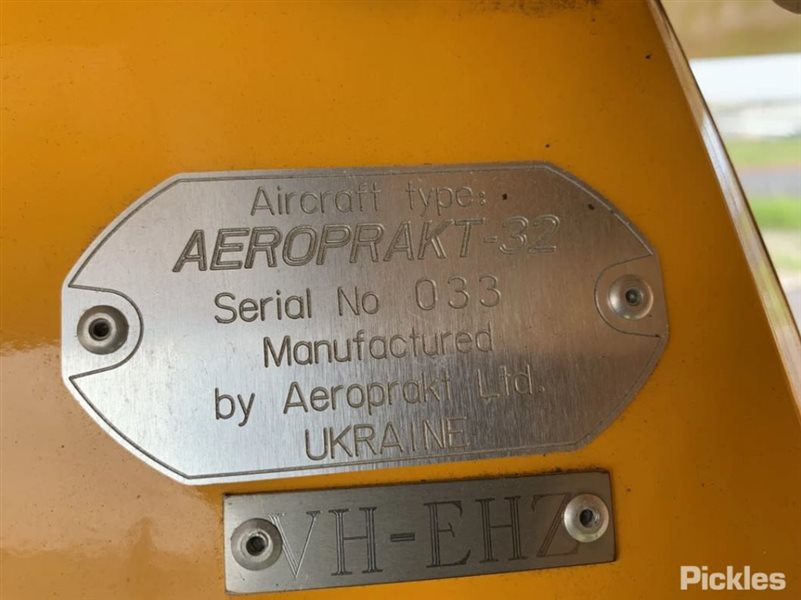 Aircraft type:
AEROPRAKT-32
Serial No 033
Manufactured
by Aeroprakt Ltd.
UKRAINE
VH-EHZ
Pickles